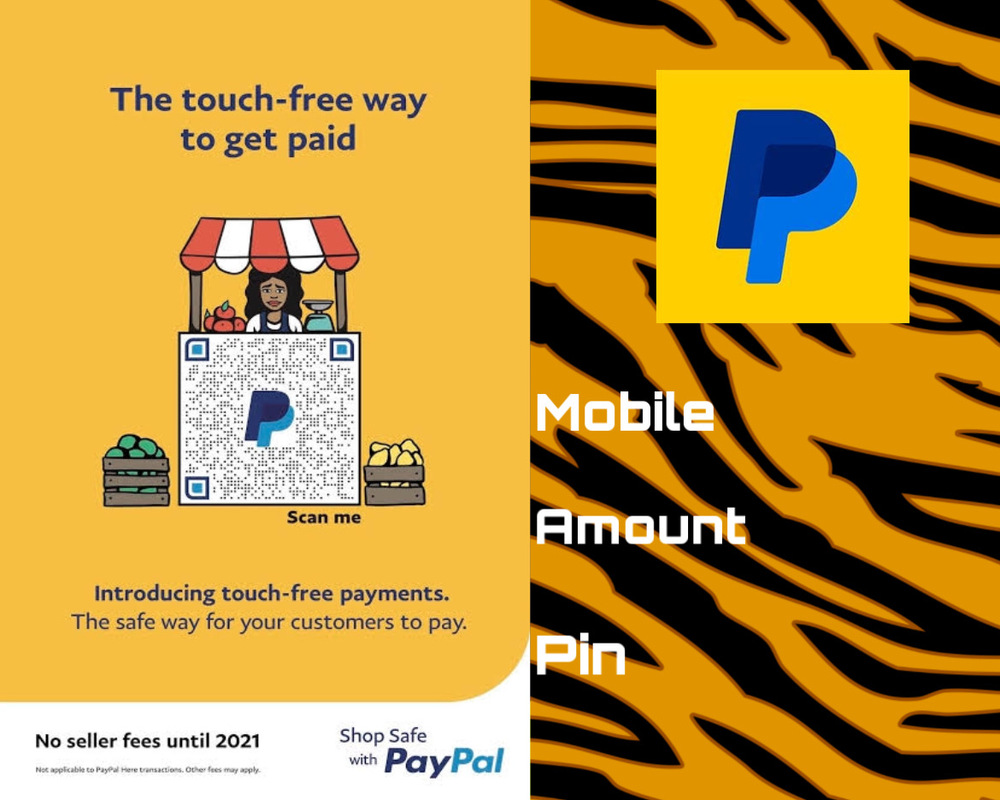 The touch-free way
to get paid
Scan me
Introducing touch-free payments.
The safe way for your customers to pay.
No seller fees until 2021
Not applicable to PayPal Here transactions. Other fees may apply.
Shop Safe
with PayPal
Mobile
Amount
Pin